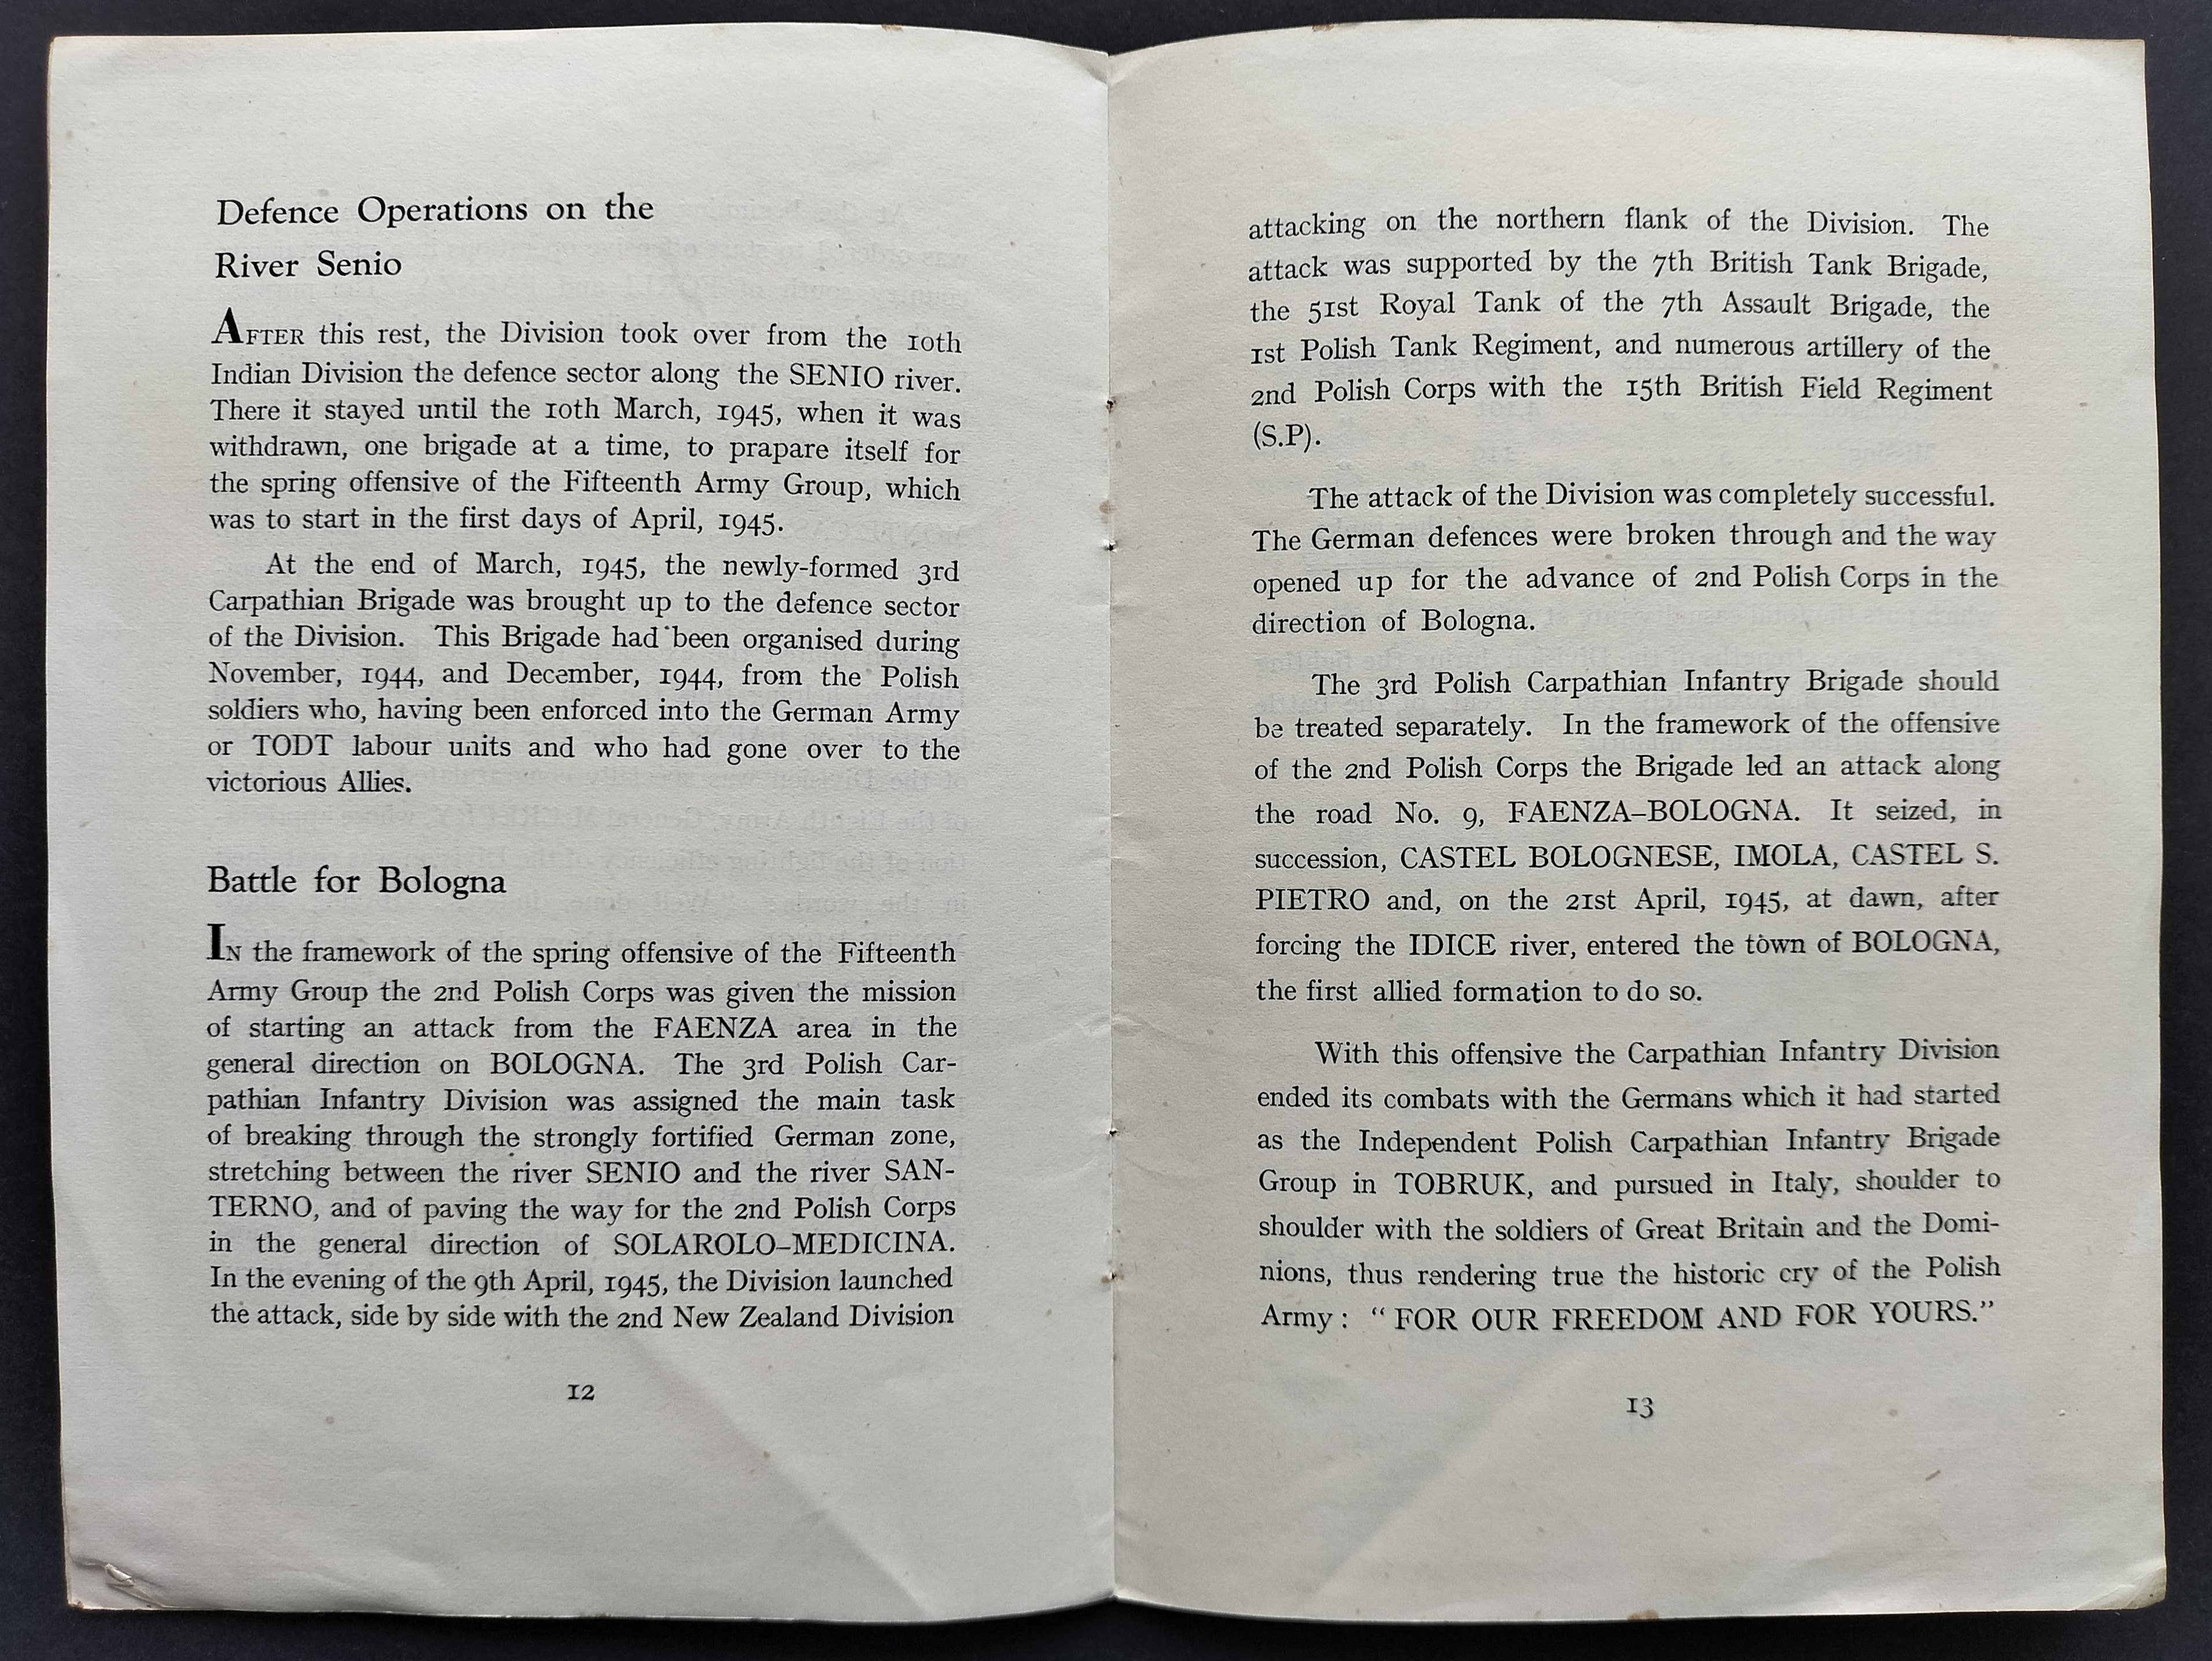 Defence Operations on the
River Senio
AFTER this rest, the Division took over from the 10th
Indian Division the defence sector along the SENIO river.
There it stayed until the 10th March, 1945, when it was
withdrawn, one brigade at a time, to prapare itself for
the spring offensive of the Fifteenth Army Group, which
was to start in the first days of April, 1945.
At the end of March, 1945, the newly-formed 3rd
Carpathian Brigade was brought up to the defence sector
of the Division. This Brigade had been organised during
November, 1944, and December, 1944, from the Polish
soldiers who, having been enforced into the German Army
or TODT labour units and who had gone over to the
victorious Allies.
Battle for Bologna
IN the framework of the spring offensive of the Fifteenth
Army Group the 2nd Polish Corps was given the mission
of starting an attack from the FAENZA area in the
general direction on BOLOGNA. The 3rd Polish Car-
pathian Infantry Division was assigned the main task
of breaking through the strongly fortified German zone,
stretching between the river SENIO and the river SAN-
TERNO, and of paving the way for the 2nd Polish Corps
in the general direction of SOLAROLO–MEDICINA.
In the evening of the 9th April, 1945, the Division launched
the attack, side by side with the 2nd New Zealand Division
12
attacking on the northern flank of the Division. The
attack was supported by the 7th British Tank Brigade,
the 51st Royal Tank of the 7th Assault Brigade, the
1st Polish Tank Regiment, and numerous artillery of the
2nd Polish Corps with the 15th British Field Regiment
(S.P).
The attack of the Division was completely successful.
The German defences were broken through and the way
opened up for the advance of 2nd Polish Corps in the
direction of Bologna.
The 3rd Polish Carpathian Infantry Brigade should
be treated separately. In the framework of the offensive
of the 2nd Polish Corps the Brigade led an attack along
the road No. 9, FAENZA–BOLOGNA. It seized, in
succession, CASTEL BOLOGNESE, IMOLA, CASTEL S.
PIETRO and, on the 21st April, 1945, at dawn, after
forcing the IDICE river, entered the town of BOLOGNA,
the first allied formation to do so.
With this offensive the Carpathian Infantry Division
ended its combats with the Germans which it had started
as the Independent Polish Carpathian Infantry Brigade
Group in TOBRUK, and pursued in Italy, shoulder to
shoulder with the soldiers of Great Britain and the Domi-
nions, thus rendering true the historic cry of the Polish
Army : “ FOR OUR FREEDOM AND FOR YOURS.”
13